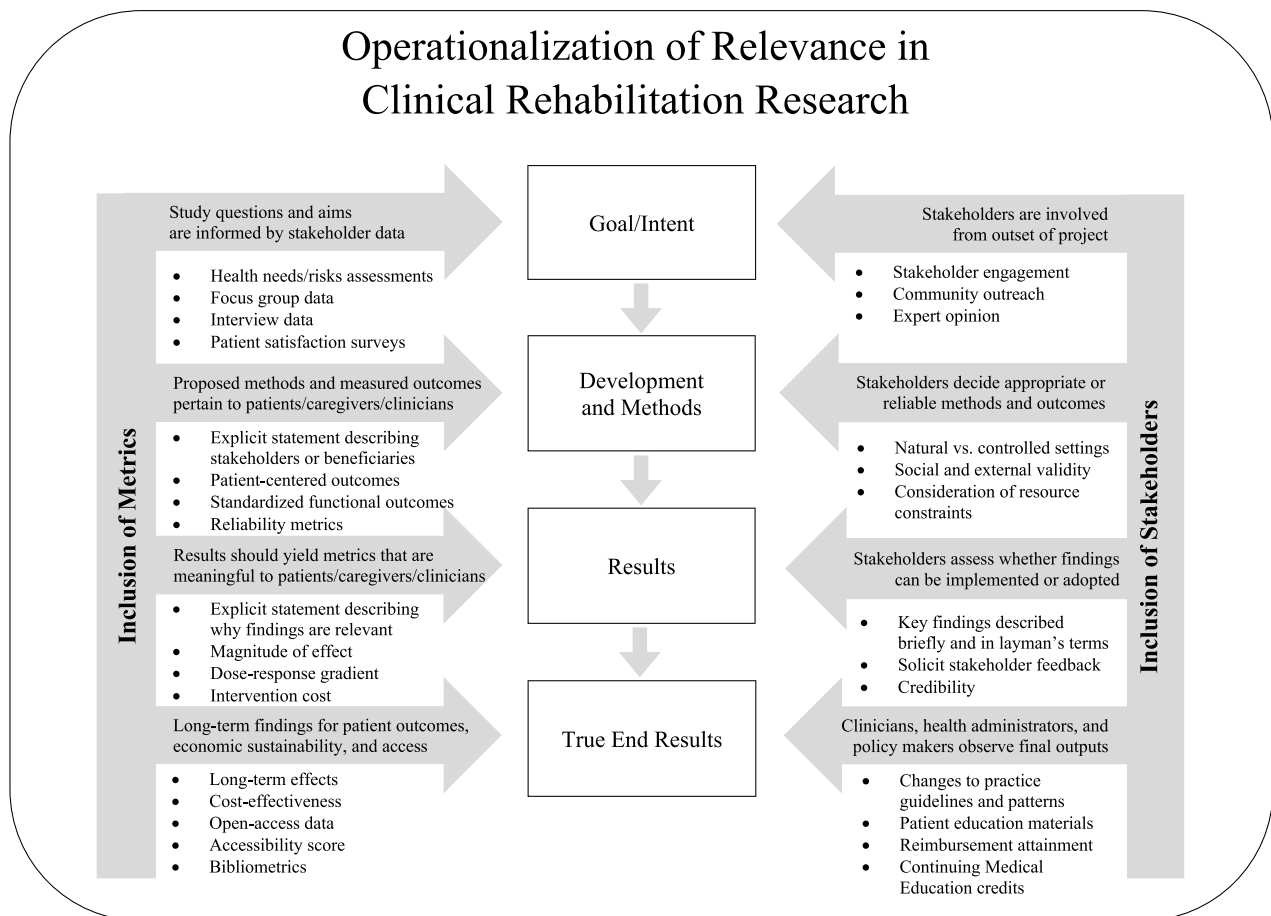 Operationalization of Relevance in
Clinical Rehabilitation Research
Inclusion of Metrics
Study questions and aims
are informed by stakeholder data
• Health needs/risks assessments
• Focus group data
• Interview data
• Patient satisfaction surveys
Proposed methods and measured outcomes
pertain to patients/caregivers/clinicians
• Explicit statement describing
stakeholders or beneficiaries
• Patient-centered outcomes
• Standardized functional outcomes
• Reliability metrics
Results should yield metrics that are
meaningful to patients/caregivers/clinicians
• Explicit statement describing
why findings are relevant
• Magnitude of effect
• Dose-response gradient
• Intervention cost
Long-term findings for patient outcomes,
economic sustainability, and access
• Long-term effects
• Cost-effectiveness
• Open-access data
• Accessibility score
• Bibliometrics
Goal/Intent
Development
and Methods
Results
True End Results
Stakeholders are involved
from outset of project
• Stakeholder engagement
• Community outreach
• Expert opinion
Stakeholders decide appropriate or
reliable methods and outcomes
• Natural vs. controlled settings
• Social and external validity
• Consideration of resource
constraints
Stakeholders assess whether findings
can be implemented or adopted
• Key findings described
briefly and in layman’s terms
• Solicit stakeholder feedback
• Credibility
Clinicians, health administrators, and
policy makers observe final outputs
• Changes to practice
guidelines and patterns
• Patient education materials
• Reimbursement attainment
• Continuing Medical
Education credits
Inclusion of Stakeholders